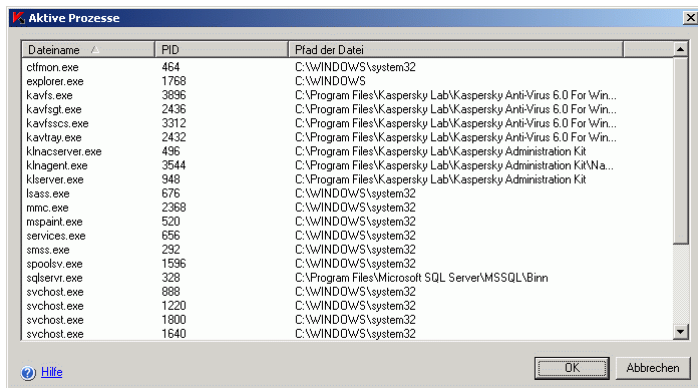 Aktive Prozesse
Dateiname PID Pfad der Datei
ctfmon.exe 464 C:\WINDOWS\system32
explorer.exe 1768 C:\WINDOWS
kavfs.exe 3896 C:\Program Files\Kaspersky Lab\Kaspersky Anti-Virus 6.0 For Win...
kavfsgt.exe 2436 C:\Program Files\Kaspersky Lab\Kaspersky Anti-Virus 6.0 For Win...
kavfsscs.exe 3312 C:\Program Files\Kaspersky Lab\Kaspersky Anti-Virus 6.0 For Win...
kavtray.exe 2432 C:\Program Files\Kaspersky Lab\Kaspersky Anti-Virus 6.0 For Win...
klnacserver.exe 496 C:\Program Files\Kaspersky Lab\Kaspersky Administration Kit
klnagent.exe 3544 C:\Program Files\Kaspersky Lab\Kaspersky Administration Kit\Na...
klserver.exe 948 C:\Program Files\Kaspersky Lab\Kaspersky Administration Kit
lsass.exe 676 C:\WINDOWS\system32
mmc.exe 2368 C:\WINDOWS\system32
mspaint.exe 520 C:\WINDOWS\system32
services.exe 656 C:\WINDOWS\system32
smss.exe 292 C:\WINDOWS\system32
spoolsv.exe 1596 C:\WINDOWS\system32
sqlservr.exe 328 C:\Program Files\Microsoft SQL Server\MSSQL\Binn
svchost.exe 888 C:\WINDOWS\system32
svchost.exe 1220 C:\WINDOWS\system32
svchost.exe 1800 C:\WINDOWS\system32
svchost.exe 1640 C:\WINDOWS\system32
Hilfe OK Abbrechen